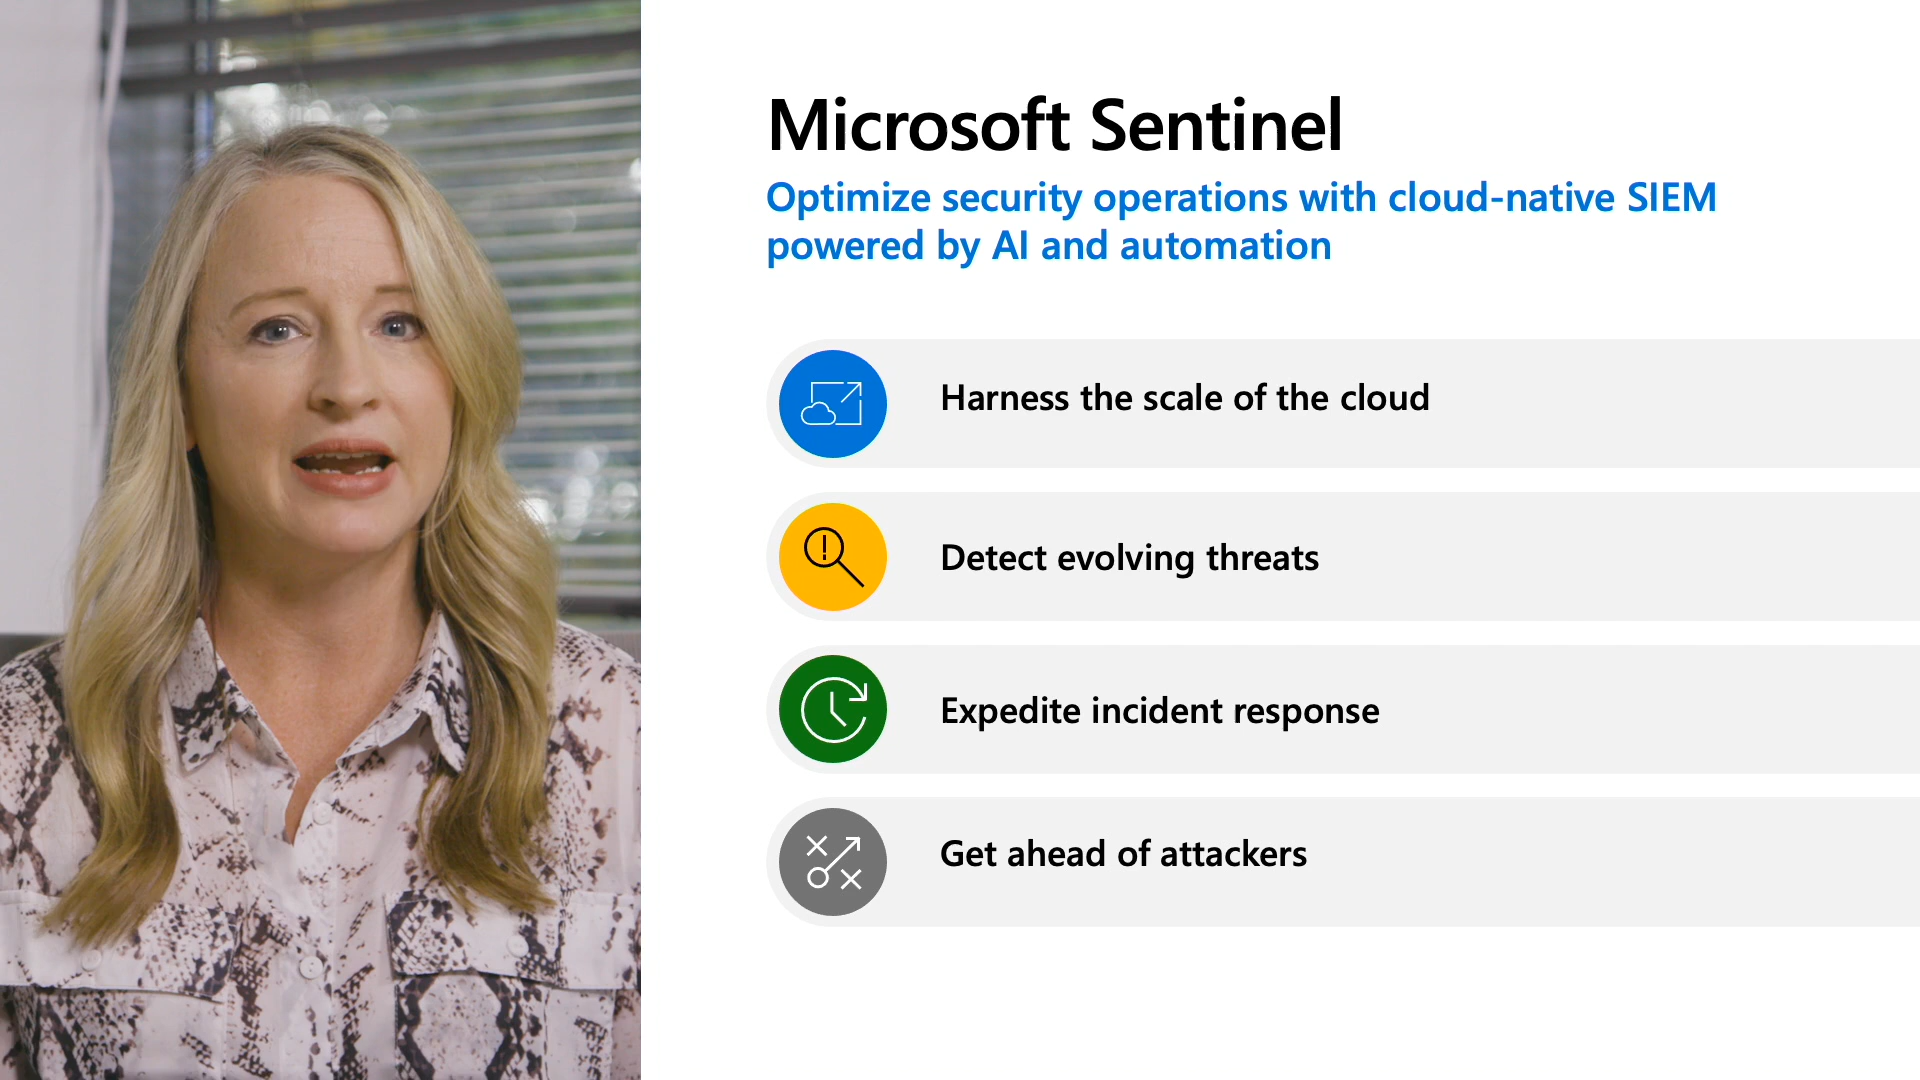 Microsoft Sentinel
Optimize security operations with cloud-native SIEM
powered by AI and automation
Harness the scale of the cloud
Detect evolving threats
Expedite incident response
Get ahead of attackers